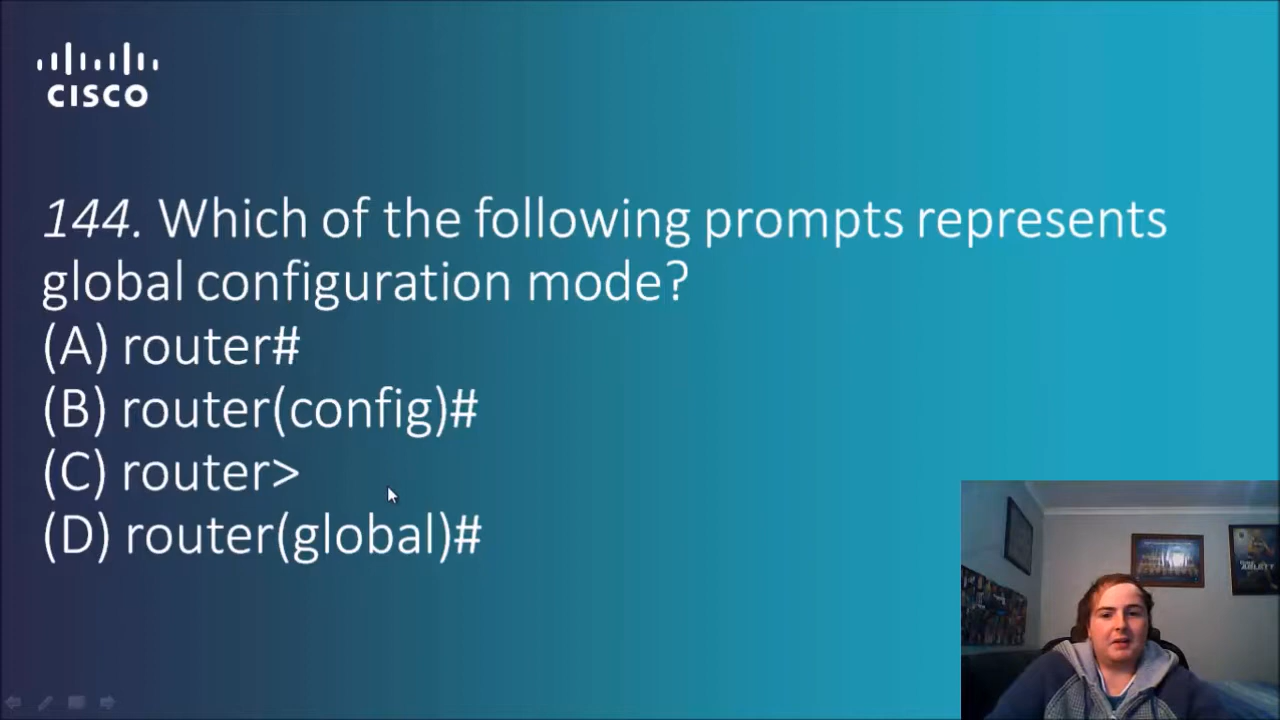 CISCO
144. Which of the following prompts represents
global configuration mode?
(A) router#
(B) router(config)#
(C) router>
(D) router(global)#